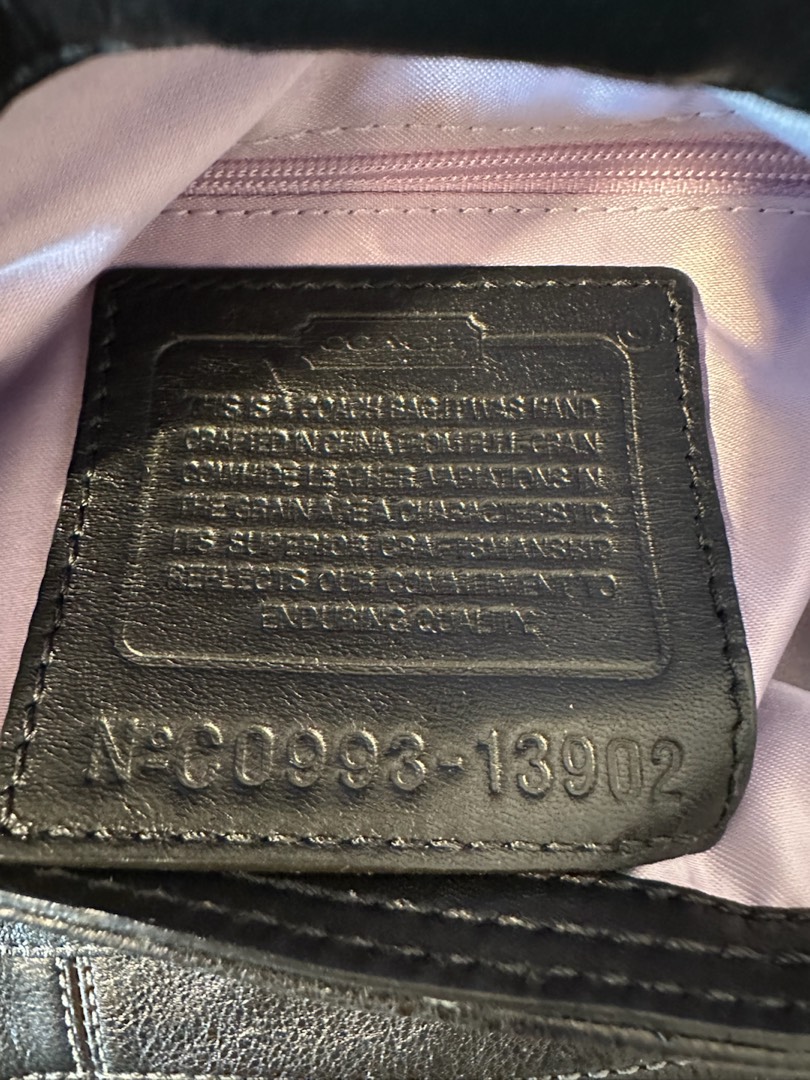 COACH
THIS IS A COACH BAG. IT WAS HAND
CRAFTED IN CHINA FROM FULL GRAIN
COWHIDE LEATHER. VARIATIONS IN
THE GRAIN ARE A CHARACTERISTIC.
ITS SUPERIOR CRAFTSMANSHIP
REFLECTS OUR COMMITMENT TO
ENDURING QUALITY.
Nº C0993-13902